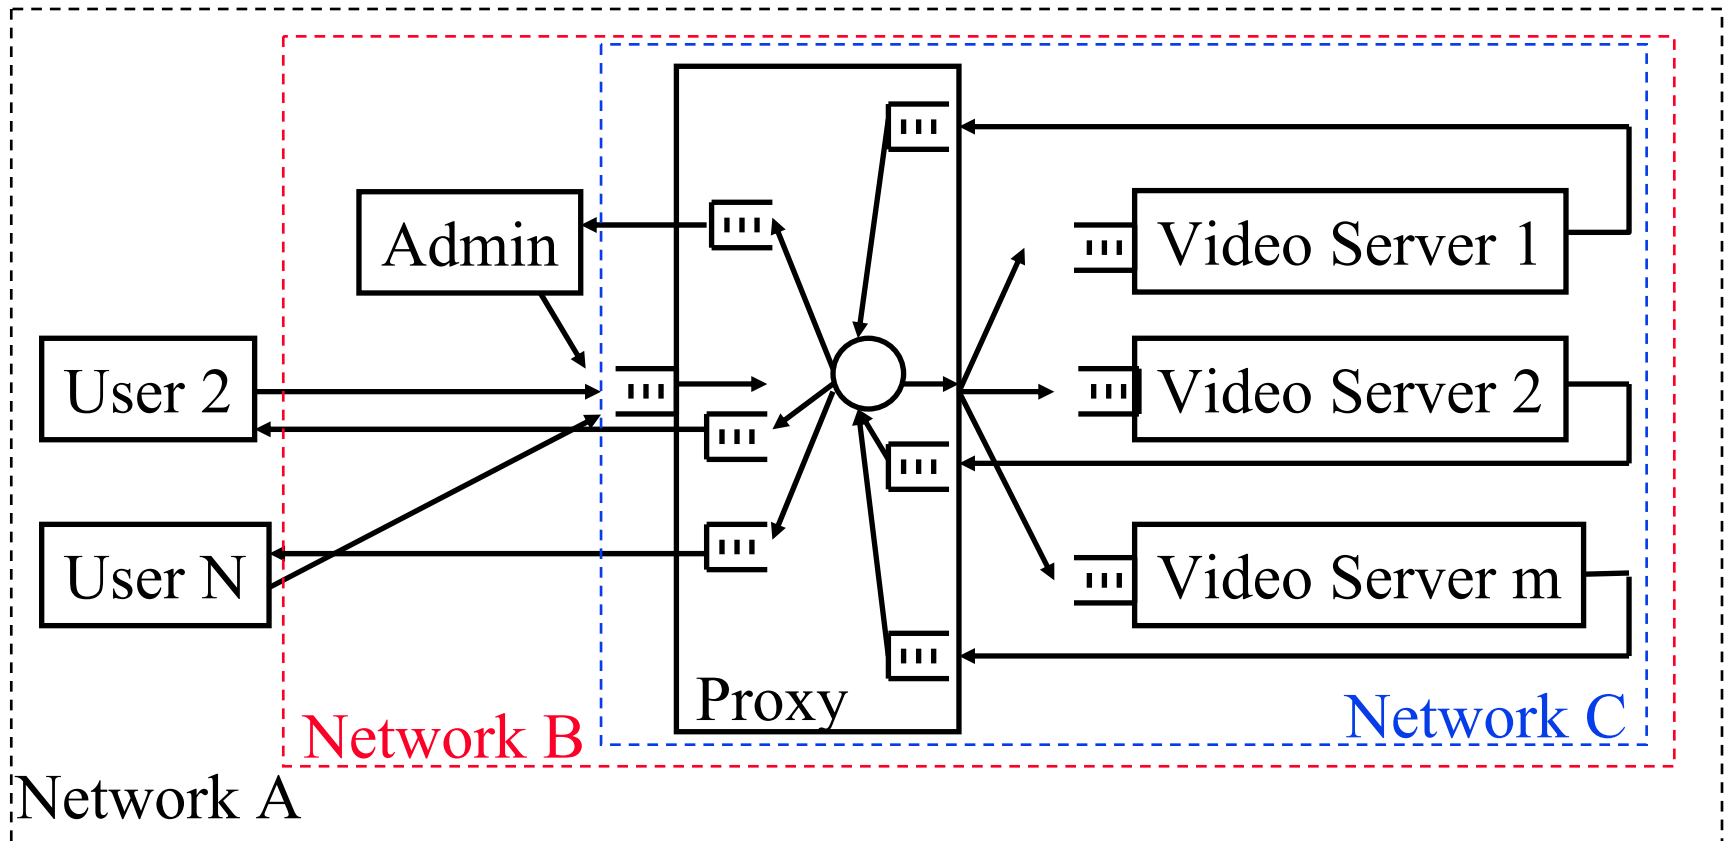 Admin
Video Server 1
User 2
Video Server 2
User N
Video Server m
Proxy
Network B
Network C
Network A